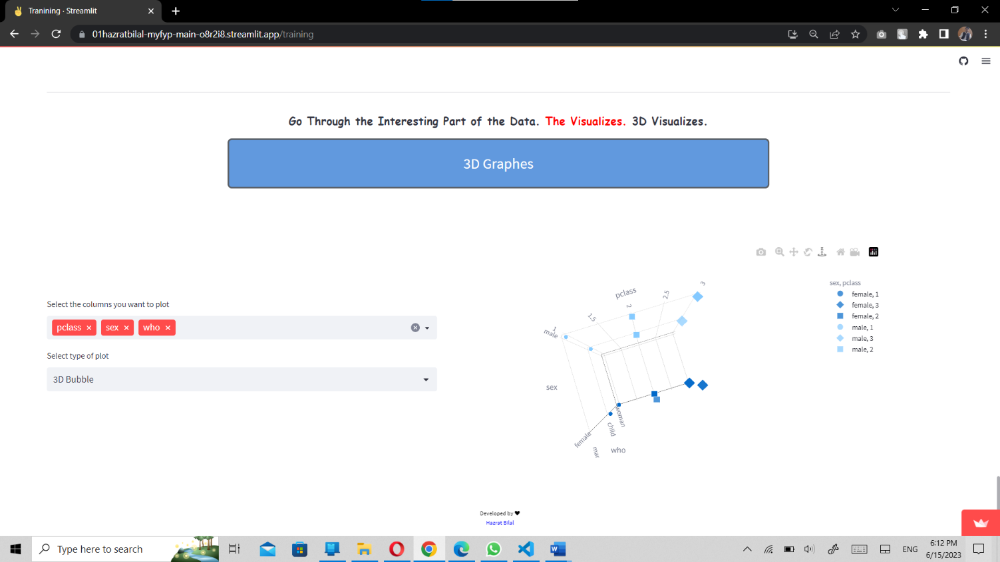 Tranining · Streamlit
01hazratbilal-myfyp-main-o8r2i8.streamlit.app/training
Go Through the Interesting Part of the Data. The Visualizes. 3D Visualizes.
3D Graphes
Select the columns you want to plot
pclass
sex
who
Select type of plot
3D Bubble
pclass
1
1.5
2
2.5
3
male
sex
female
woman
child
mar
who
sex, pclass
female, 1
female, 3
female, 2
male, 1
male, 3
male, 2
Developed by ❤
Hazrat Bilal
Type here to search
ENG
6:12 PM
6/15/2023